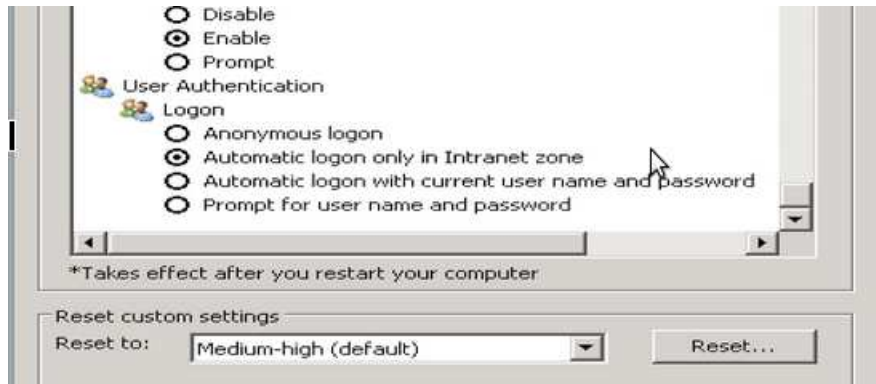 Disable
Enable
Prompt
User Authentication
Logon
Anonymous logon
Automatic logon only in Intranet zone
Automatic logon with current user name and password
Prompt for user name and password
*Takes effect after you restart your computer
Reset custom settings
Reset to: Medium-high (default) Reset...